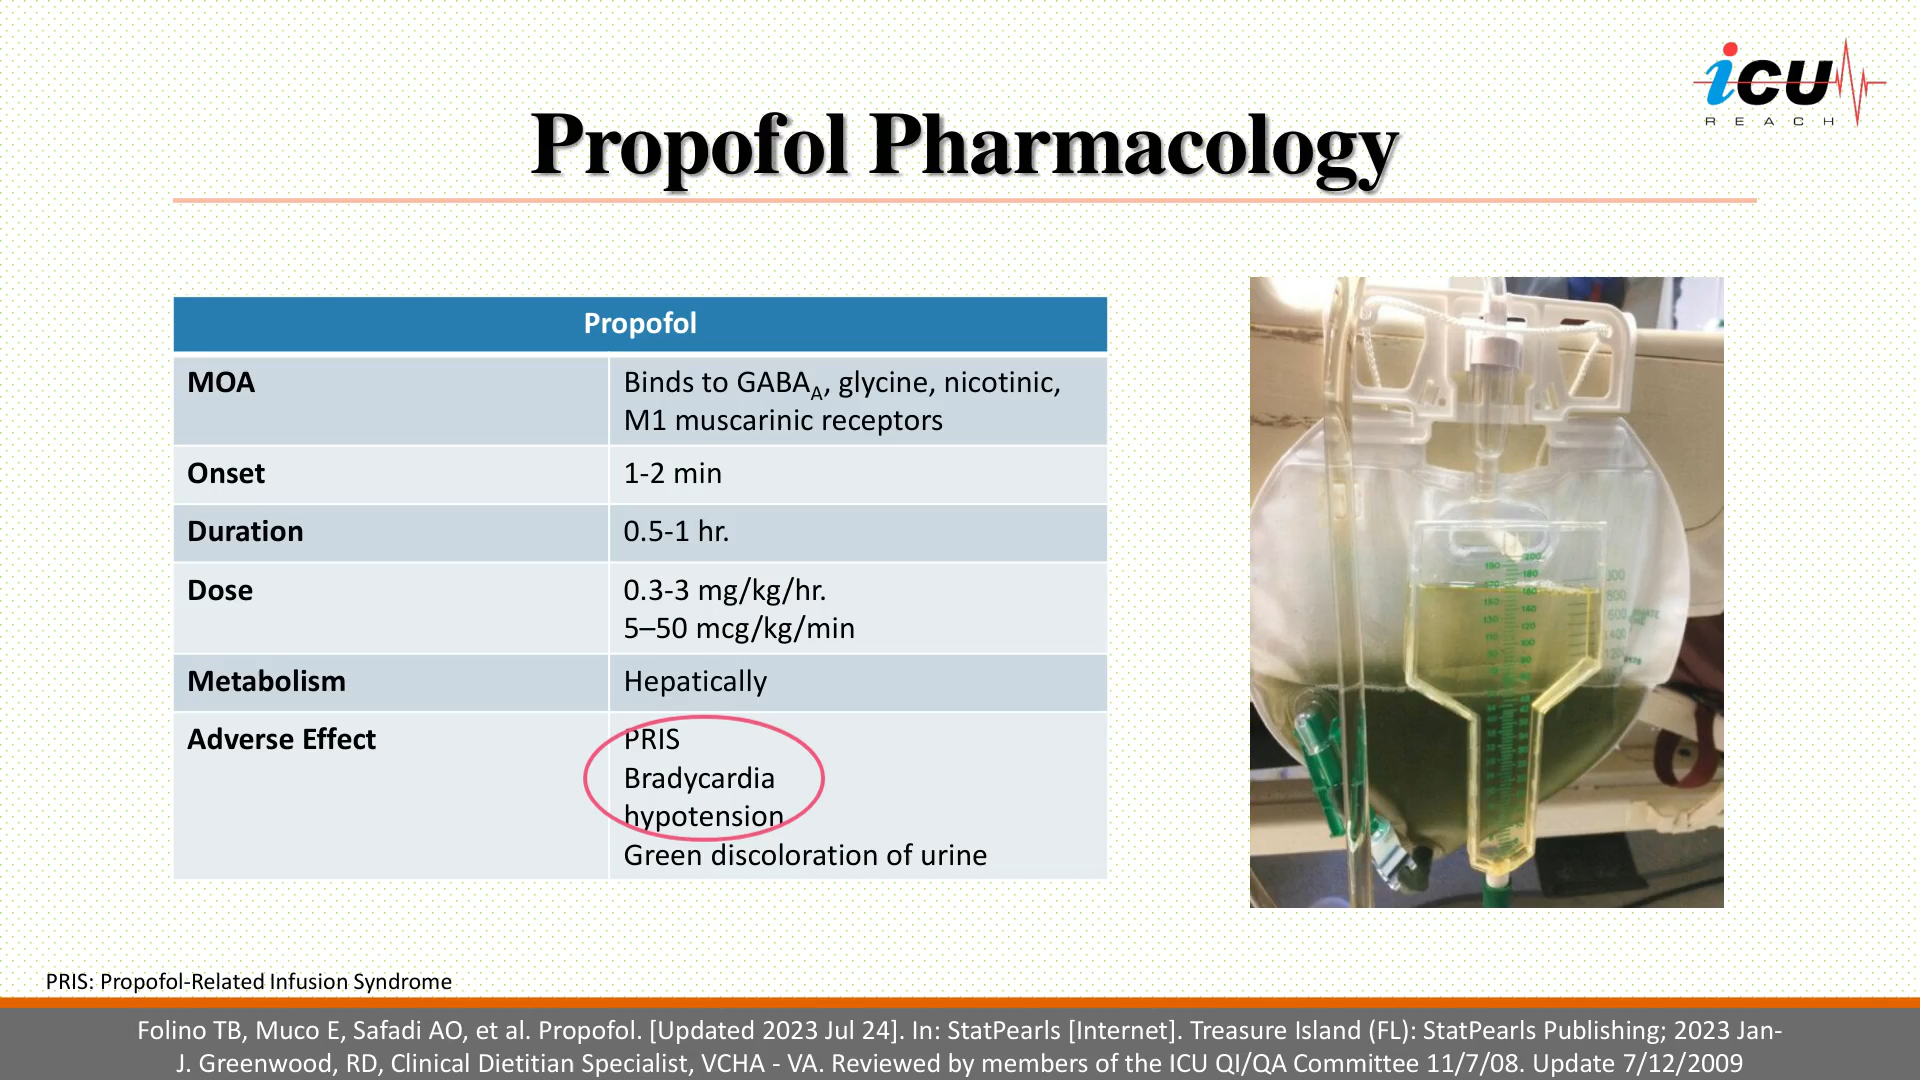 icu
REACH
Propofol Pharmacology
Propofol
MOA
Binds to GABAA, glycine, nicotinic,
M1 muscarinic receptors
Onset
1-2 min
Duration
0.5-1 hr.
Dose
0.3-3 mg/kg/hr.
5–50 mcg/kg/min
Metabolism
Hepatically
Adverse Effect
PRIS
Bradycardia
hypotension
Green discoloration of urine
PRIS: Propofol-Related Infusion Syndrome
Folino TB, Muco E, Safadi AO, et al. Propofol. [Updated 2023 Jul 24]. In: StatPearls [Internet]. Treasure Island (FL): StatPearls Publishing; 2023 Jan-
J. Greenwood, RD, Clinical Dietitian Specialist, VCHA - VA. Reviewed by members of the ICU QI/QA Committee 11/7/08. Update 7/12/2009